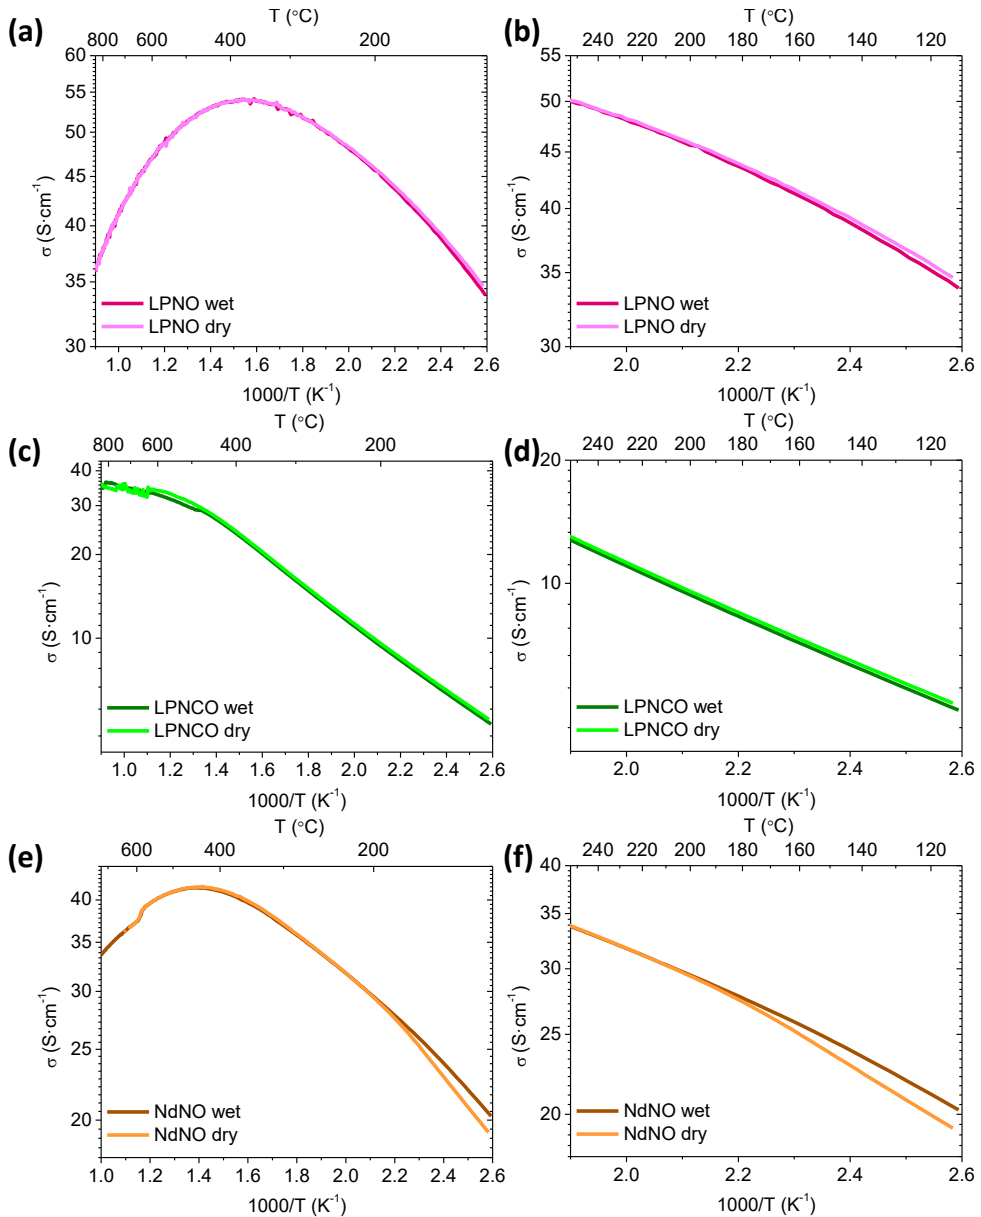 (a)
T (°C)
800 600 400 200
60
55
50
45
40
35
30
σ (S·cm⁻¹)
LPNO wet
LPNO dry
1.0 1.2 1.4 1.6 1.8 2.0 2.2 2.4 2.6
1000/T (K⁻¹)
(b)
T (°C)
240 220 200 180 160 140 120
55
50
45
40
35
30
σ (S·cm⁻¹)
LPNO wet
LPNO dry
2.0 2.2 2.4 2.6
1000/T (K⁻¹)
(c)
T (°C)
800 600 400 200
40
30
20
10
σ (S·cm⁻¹)
LPNCO wet
LPNCO dry
1.0 1.2 1.4 1.6 1.8 2.0 2.2 2.4 2.6
1000/T (K⁻¹)
(d)
T (°C)
240 220 200 180 160 140 120
20
10
σ (S·cm⁻¹)
LPNCO wet
LPNCO dry
2.0 2.2 2.4 2.6
1000/T (K⁻¹)
(e)
T (°C)
600 400 200
40
35
30
25
20
σ (S·cm⁻¹)
NdNO wet
NdNO dry
1.0 1.2 1.4 1.6 1.8 2.0 2.2 2.4 2.6
1000/T (K⁻¹)
(f)
T (°C)
240 220 200 180 160 140 120
40
35
30
25
20
σ (S·cm⁻¹)
NdNO wet
NdNO dry
2.0 2.2 2.4 2.6
1000/T (K⁻¹)